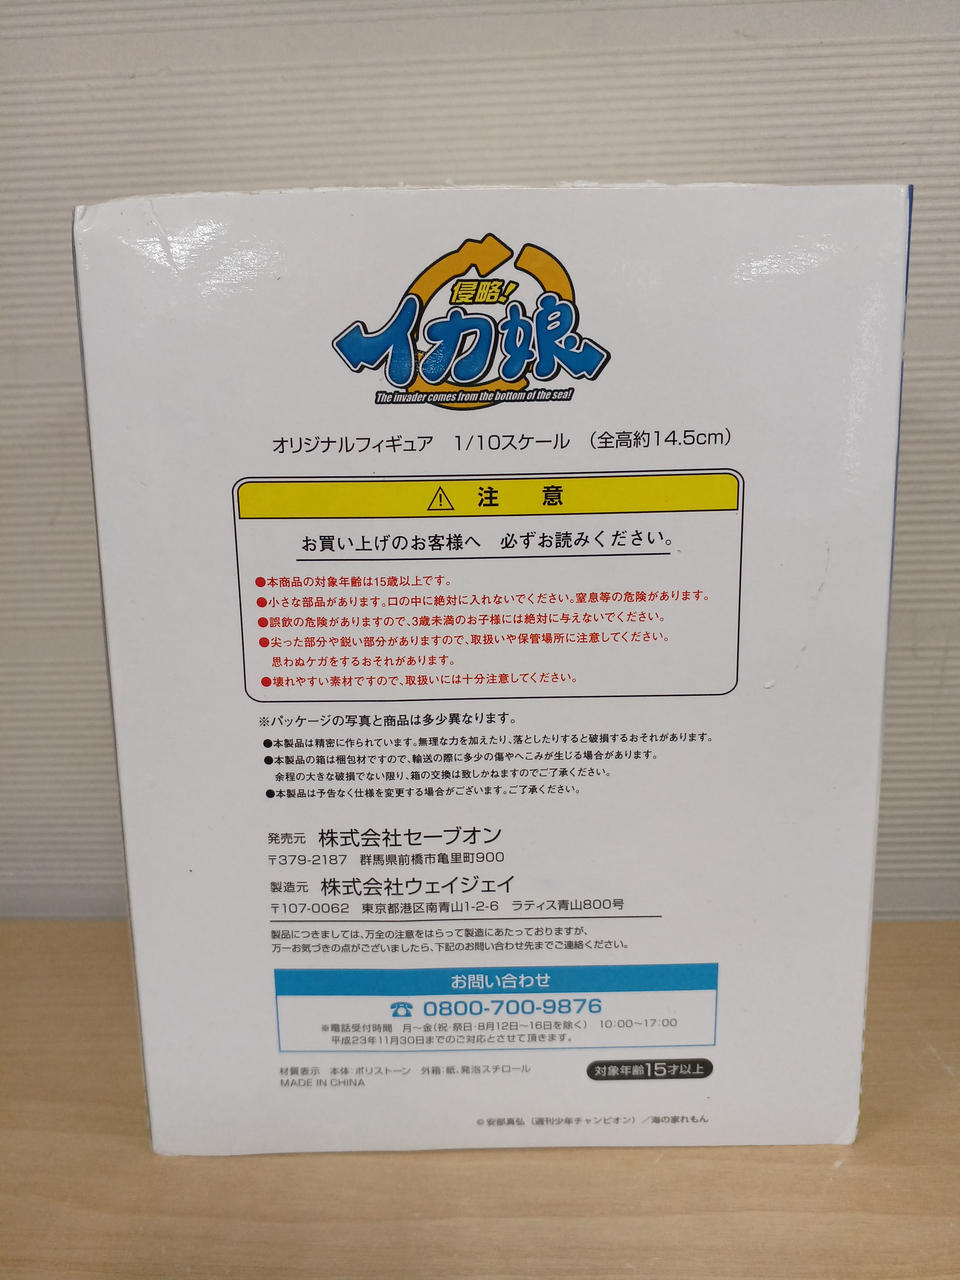 侵略!
イカ娘
The invader comes from the bottom of the sea!
オリジナルフィギュア 1/10スケール (全高約14.5cm)
⚠ 注 意
お買い上げのお客様へ 必ずお読みください。
●本商品の対象年齢は15歳以上です。
●小さな部品があります。口の中に絶対に入れないでください。窒息等の危険があります。
●誤飲の危険がありますので、3歳未満のお子様には絶対に与えないでください。
●尖った部分や鋭い部分がありますので、取扱いや保管場所に注意してください。
思わぬケガをするおそれがあります。
●壊れやすい素材ですので、取扱いには十分注意してください。
※パッケージの写真と商品は多少異なります。
●本製品は精密に作られています。無理な力を加えたり、落としたりすると破損するおそれがあります。
●本製品の箱は梱包材ですので、輸送の際に多少の傷やへこみが生じる場合があります。
余程の大きな破損でない限り、箱の交換は致しかねますのでご了承ください。
●本製品は予告なく仕様を変更する場合がございます。ご了承ください。
発売元 株式会社セーブオン
〒379-2187 群馬県前橋市亀里町900
製造元 株式会社ウェイジェイ
〒107-0062 東京都港区南青山1-2-6 ラティス青山800号
製品につきましては、万全の注意をはらって製造にあたっておりますが、
万一お気づきの点がございましたら、下記のお問い合わせ先までご連絡ください。
お問い合わせ
☎ 0800-700-9876
※電話受付時間 月〜金(祝・祭日・8月12日〜16日を除く) 10:00〜17:00
平成23年11月30日までのご対応とさせて頂きます。
材質表示 本体:ポリストーン 外箱:紙、発泡スチロール
MADE IN CHINA
対象年齢15才以上
©安部真弘(週刊少年チャンピオン)/海の家れもん